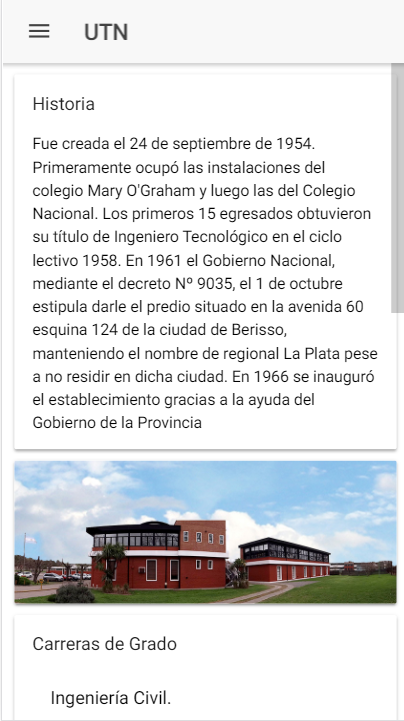 UTN
Historia
Fue creada el 24 de septiembre de 1954.
Primeramente ocupó las instalaciones del
colegio Mary O'Graham y luego las del Colegio
Nacional. Los primeros 15 egresados obtuvieron
su título de Ingeniero Tecnológico en el ciclo
lectivo 1958. En 1961 el Gobierno Nacional,
mediante el decreto Nº 9035, el 1 de octubre
estipula darle el predio situado en la avenida 60
esquina 124 de la ciudad de Berisso,
manteniendo el nombre de regional La Plata pese
a no residir en dicha ciudad. En 1966 se inauguró
el establecimiento gracias a la ayuda del
Gobierno de la Provincia
Carreras de Grado
Ingeniería Civil.